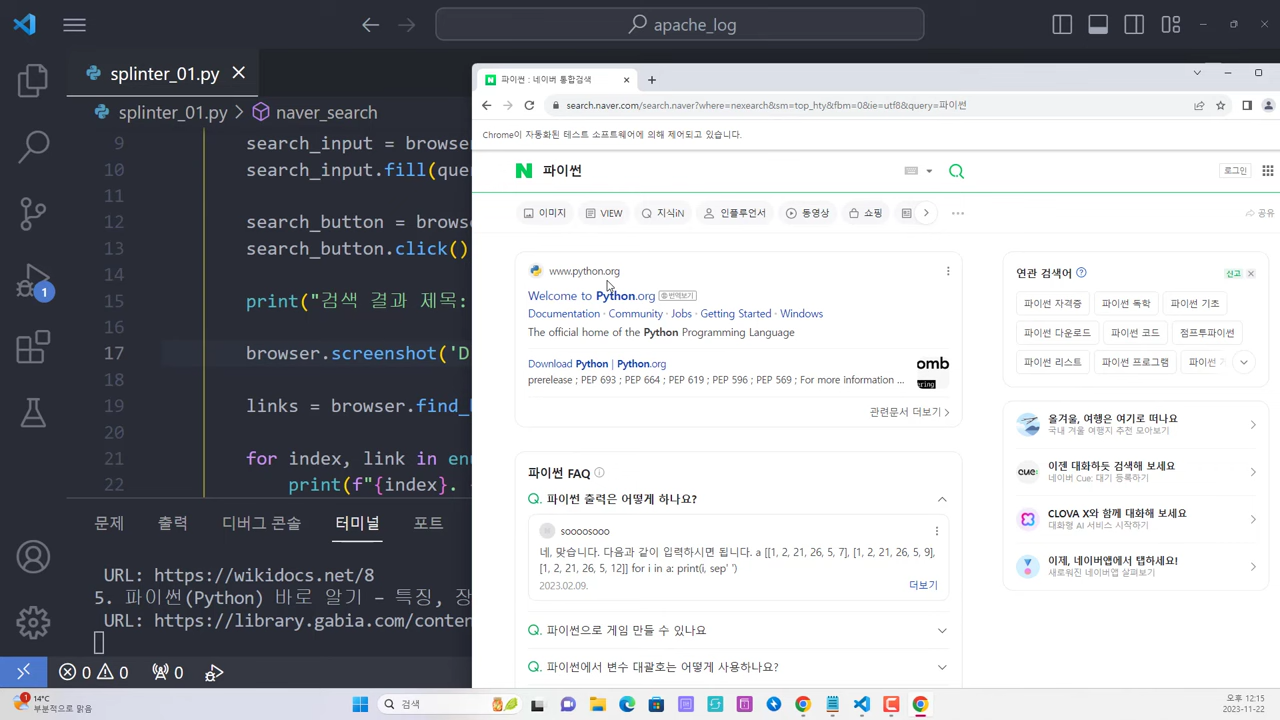 apache_log
splinter_01.py
splinter_01.py > naver_search
9 search_input = browser
10 search_input.fill(que
11
12 search_button = brows
13 search_button.click()
14
15 print("검색 결과 제목:
16
17 browser.screenshot('D
18
19 links = browser.find_
20
21 for index, link in en
22 print(f"{index}.
문제 출력 디버그 콘솔 터미널 포트
URL: https://wikidocs.net/8
5. 파이썬(Python) 바로 알기 - 특징, 장
URL: https://library.gabia.com/conten
0 0 0
1
파이썬 : 네이버 통합검색
search.naver.com/search.naver?where=nexearch&sm=top_hty&fbm=0&ie=utf8&query=파이썬
Chrome이 자동화된 테스트 소프트웨어에 의해 제어되고 있습니다.
N 파이썬
로그인
이미지 VIEW 지식iN 인플루언서 동영상 쇼핑
공유
www.python.org
Welcome to Python.org 번역보기
Documentation · Community · Jobs · Getting Started · Windows
The official home of the Python Programming Language
Download Python | Python.org
prerelease ; PEP 693 ; PEP 664 ; PEP 619 ; PEP 596 ; PEP 569 ; For more information ...
omb
ering
관련문서 더보기
파이썬 FAQ
Q. 파이썬 출력은 어떻게 하나요?
soooosooo
네, 맞습니다. 다음과 같이 입력하시면 됩니다. a [[1, 2, 21, 26, 5, 7], [1, 2, 21, 26, 5, 9],
[1, 2, 21, 26, 5, 12]] for i in a: print(i, sep' ')
2023.02.09.
더보기
Q. 파이썬으로 게임 만들 수 있나요
Q. 파이썬에서 변수 대괄호는 어떻게 사용하나요?
연관 검색어 신고
파이썬 자격증 파이썬 독학 파이썬 기초
파이썬 다운로드 파이썬 코드 점프투파이썬
파이썬 리스트 파이썬 프로그램 파이썬
올겨울, 여행은 여기로 떠나요
국내 겨울 여행지 추천 모아보기
cue:
이젠 대화하듯 검색해 보세요
네이버 Cue: 대기 등록하기
CLOVA X와 함께 대화해 보세요
대화형 AI 서비스 시작하기
이제, 네이버앱에서 탭하세요!
새로워진 네이버앱 살펴보기
1
14°C
부분적으로 맑음
검색
오후 12:15
2023-11-22